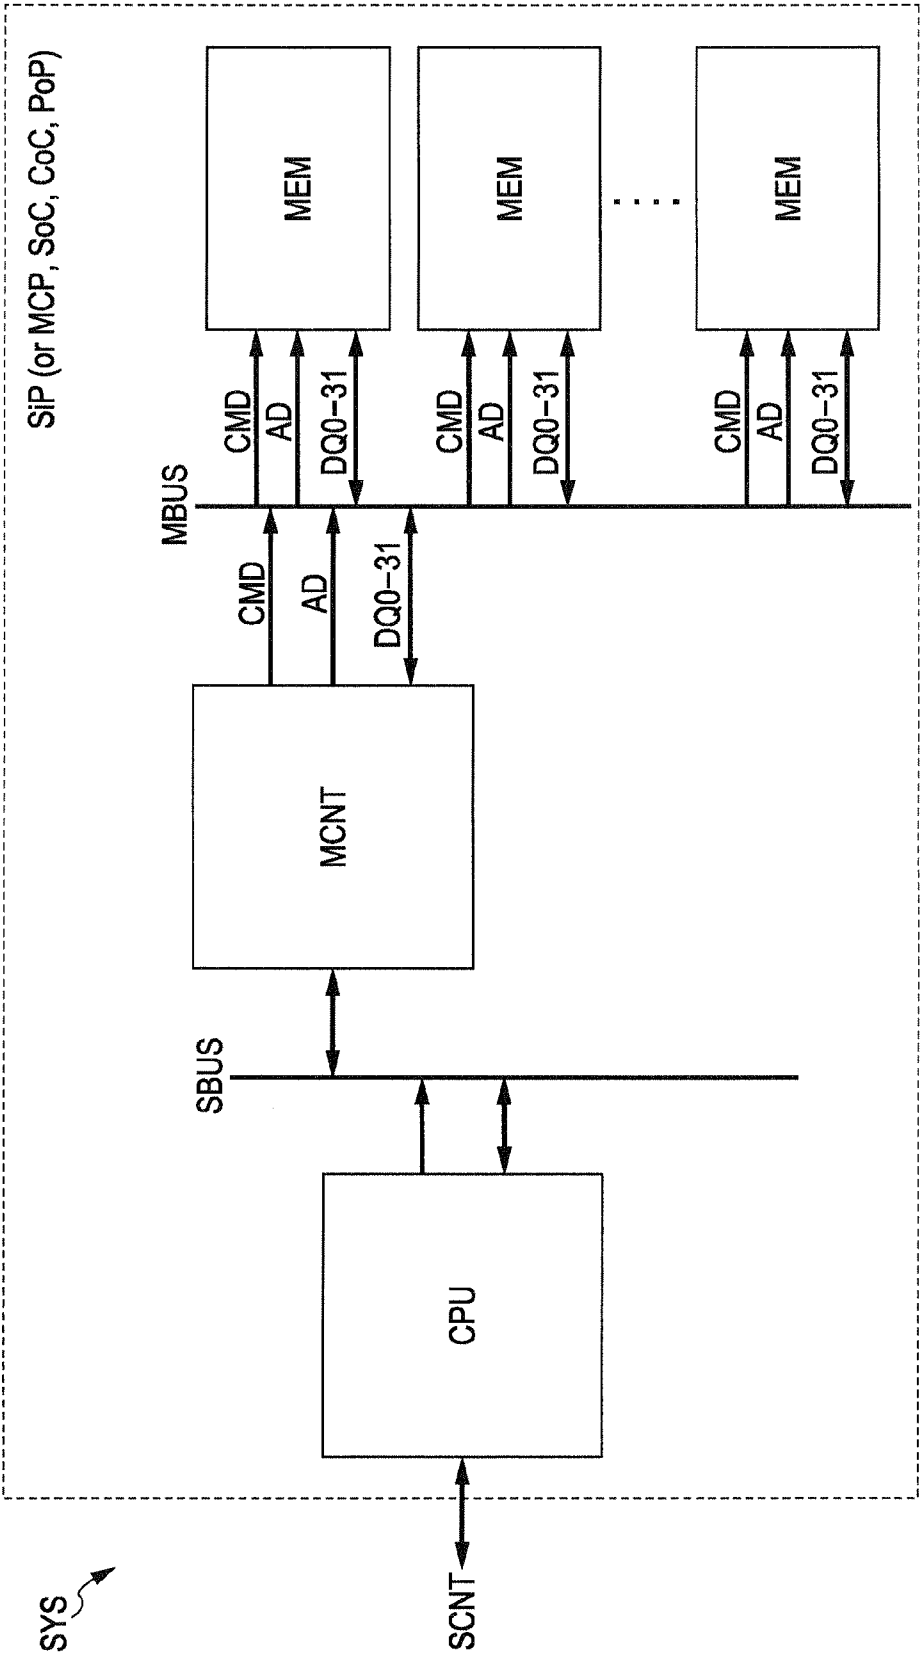 SYS
SiP (or MCP, SoC, CoC, PoP)
SCNT
CPU
SBUS
MCNT
CMD
AD
DQ0–31
MBUS
CMD
AD
DQ0–31
MEM
CMD
AD
DQ0–31
MEM
CMD
AD
DQ0–31
MEM